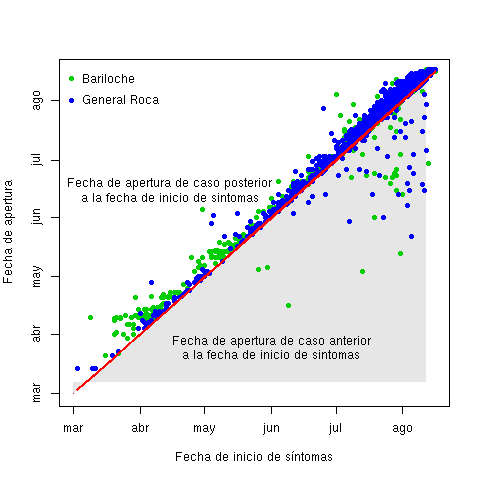 Bariloche
General Roca
Fecha de apertura de caso posterior
a la fecha de inicio de sintomas
Fecha de apertura de caso anterior
a la fecha de inicio de sintomas
Fecha de apertura
ago
jul
jun
may
abr
mar
mar abr may jun jul ago
Fecha de inicio de síntomas